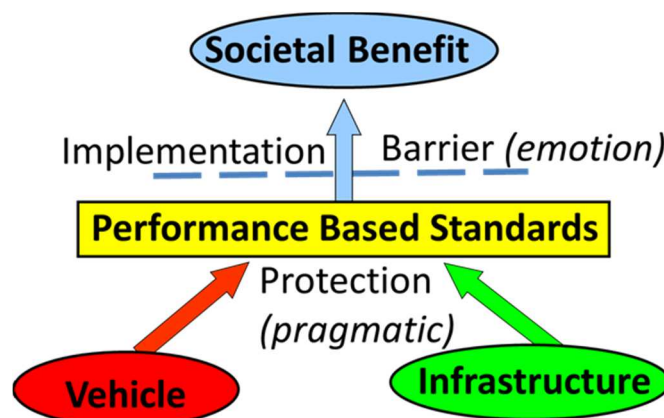 Societal Benefit
Implementation Barrier (emotion)
Performance Based Standards
Protection
(pragmatic)
Vehicle
Infrastructure